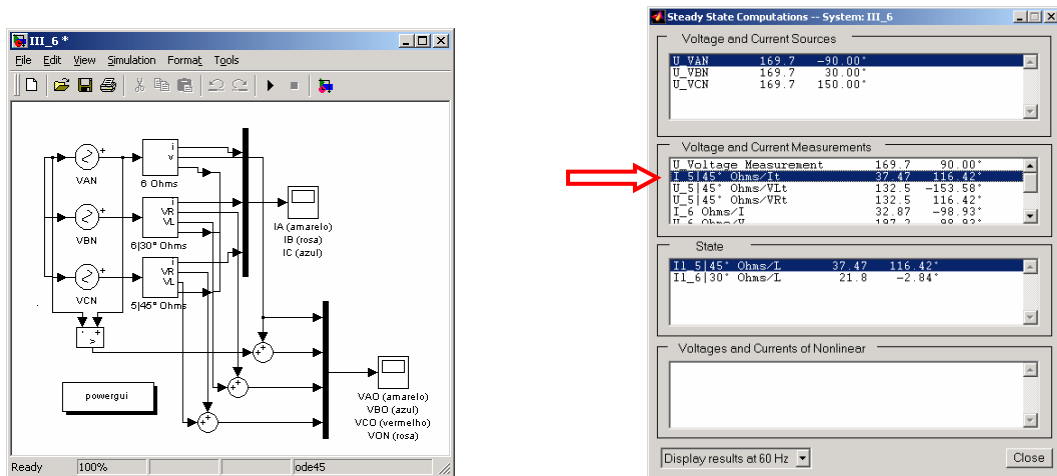 III_6 *
File Edit View Simulation Format Tools
VAN
VBN
VCN
i
v
6 Ohms
i
VR
VL
6|30° Ohms
i
VR
VL
5|45° Ohms
IA (amarelo)
IB (rosa)
IC (azul)
powergui
VAO (amarelo)
VBO (azul)
VCO (vermelho)
VON (rosa)
Ready 100% ode45
Steady State Computations -- System: III_6
Voltage and Current Sources
U_VAN 169.7 -90.00°
U_VBN 169.7 30.00°
U_VCN 169.7 150.00°
Voltage and Current Measurements
U_Voltage Measurement 169.7 90.00°
I_5|45° Ohms/It 37.47 116.42°
U_5|45° Ohms/VLt 132.5 -153.58°
U_5|45° Ohms/VRt 132.5 116.42°
I_6 Ohms/I 32.87 -98.93°
U_6 Ohms/V 197.2 -98.93°
State
Il_5|45° Ohms/L 37.47 116.42°
Il_6|30° Ohms/L 21.8 -2.84°
Voltages and Currents of Nonlinear
Display results at 60 Hz
Close